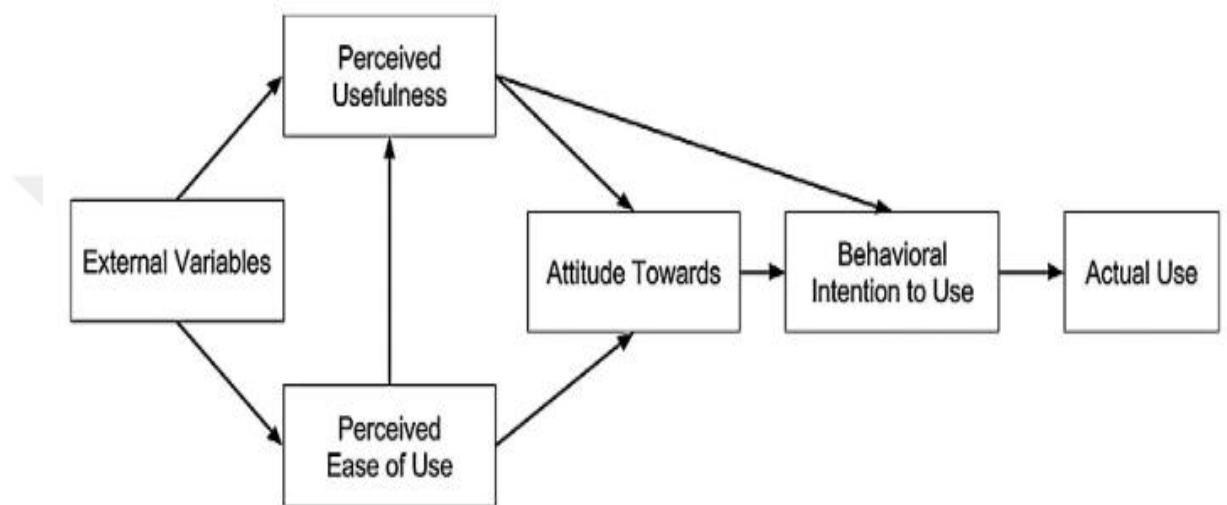 Perceived
Usefulness
External Variables
Attitude Towards
Behavioral
Intention to Use
Actual Use
Perceived
Ease of Use